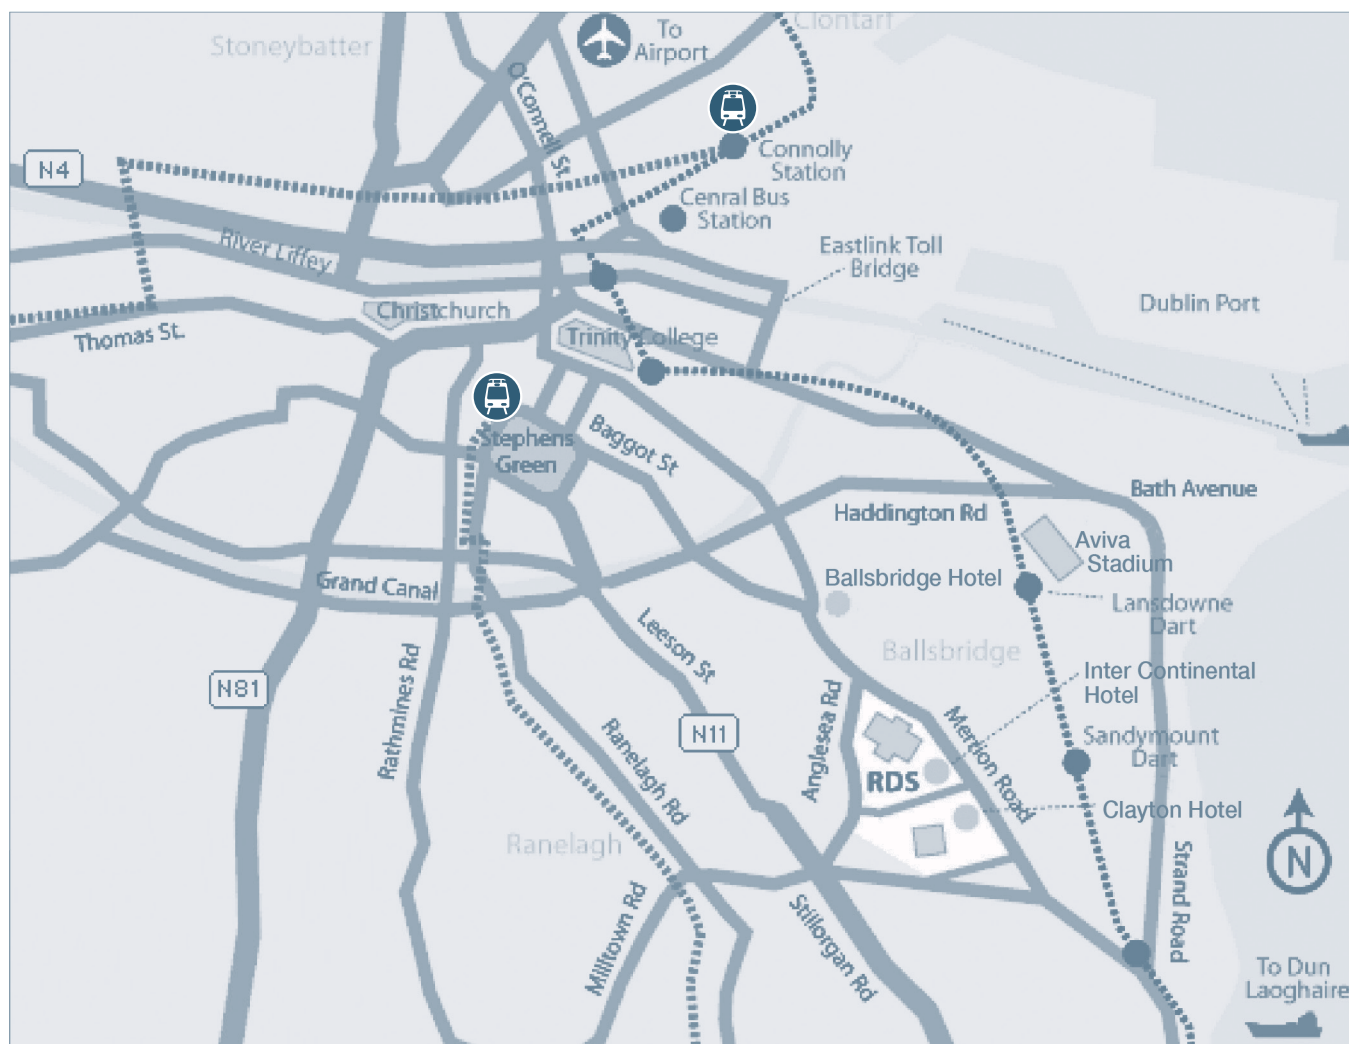 Clontarf
Stoneybatter
To
Airport
O'Connell St.
N4
Connolly
Station
Cenral Bus
Station
River Liffey
Eastlink Toll
Bridge
Dublin Port
Christchurch
Thomas St.
Trinity College
Stephens
Green
Baggot St
Bath Avenue
Haddington Rd
Aviva
Stadium
Ballsbridge Hotel
Grand Canal
Lansdowne
Dart
Leeson St
Ballsbridge
Inter Continental
Hotel
N81
Rathmines Rd
N11
Anglesea Rd
Mertion Road
Sandymount
Dart
Ranelagh Rd
RDS
Clayton Hotel
Ranelagh
N
Strand Road
Milltown Rd
Stillorgan Rd
To Dun
Laoghaire